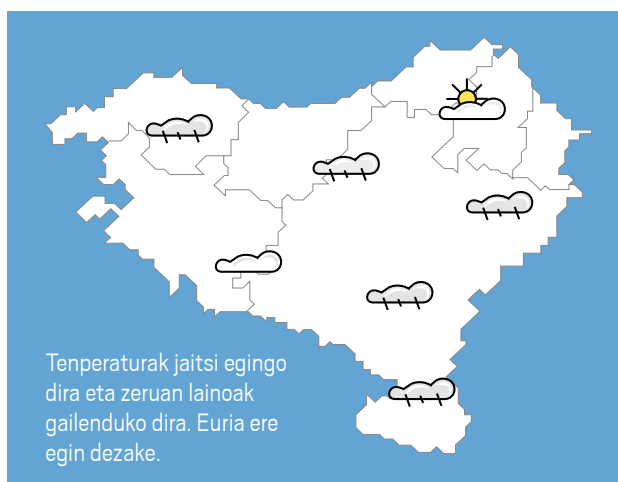 Tenperaturak jaitsi egingo
dira eta zeruan lainoak
gailenduko dira. Euria ere
egin dezake.